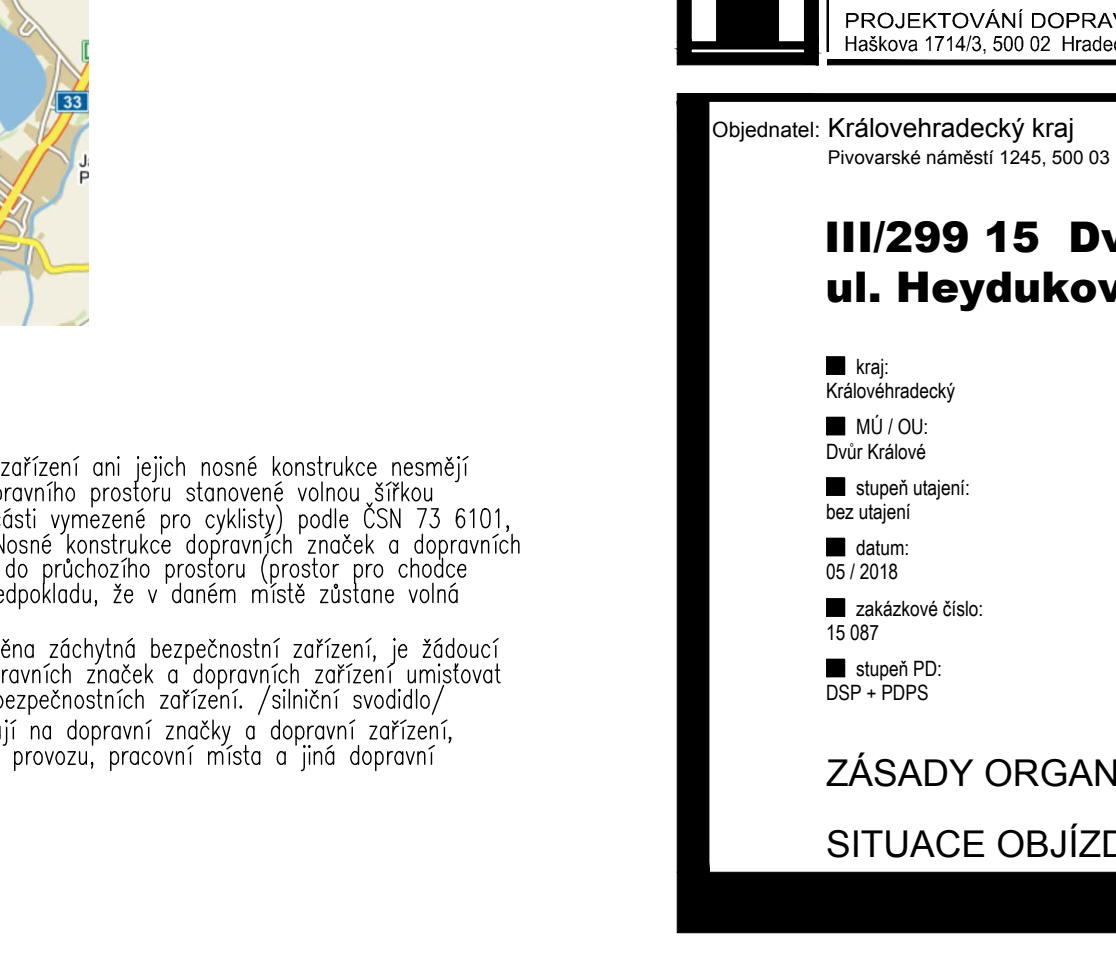 33
zařízení ani jejich nosné konstrukce nesmějí
pravního prostoru stanovené volnou šířkou
části vymezené pro cyklisty) podle ČSN 73 6101,
Nosné konstrukce dopravních značek a dopravních
do průchozího prostoru (prostor pro chodce
edpokladu, že v daném místě zůstane volná
ěna záchytná bezpečnostní zařízení, je žádoucí
ravních značek a dopravních zařízení umisťovat
bezpečnostních zařízení. /silniční svodidlo/
ají na dopravní značky a dopravní zařízení,
provozu, pracovní místa a jiná dopravní
PROJEKTOVÁNÍ DOPRAV
Haškova 1714/3, 500 02 Hradec
Objednatel: Královehradecký kraj
Pivovarské náměstí 1245, 500 03
III/299 15 Dv
ul. Heydukov
kraj:
Královéhradecký
MÚ / OU:
Dvůr Králové
stupeň utajení:
bez utajení
datum:
05 / 2018
zakázkové číslo:
15 087
stupeň PD:
DSP + PDPS
ZÁSADY ORGAN
SITUACE OBJÍZD